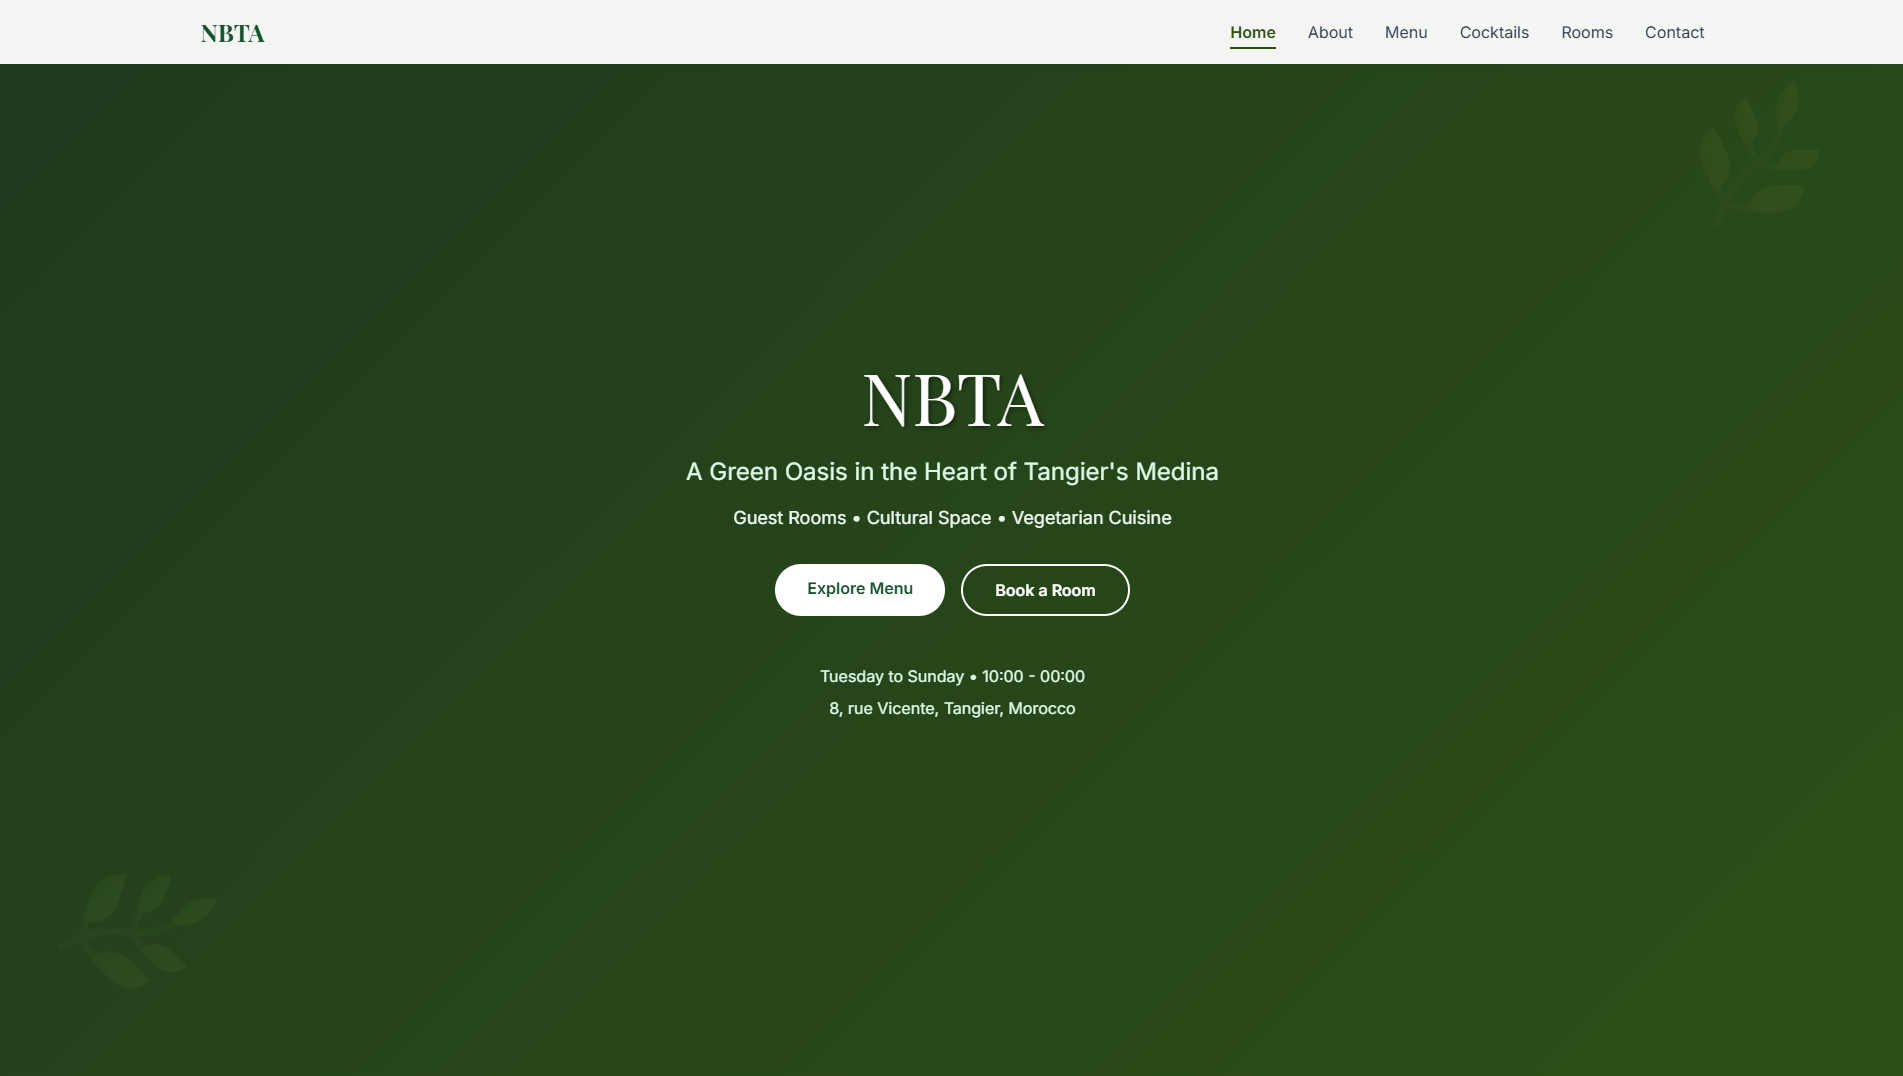 NBTA
Home About Menu Cocktails Rooms Contact
NBTA
A Green Oasis in the Heart of Tangier's Medina
Guest Rooms • Cultural Space • Vegetarian Cuisine
Explore Menu Book a Room
Tuesday to Sunday • 10:00 - 00:00
8, rue Vicente, Tangier, Morocco